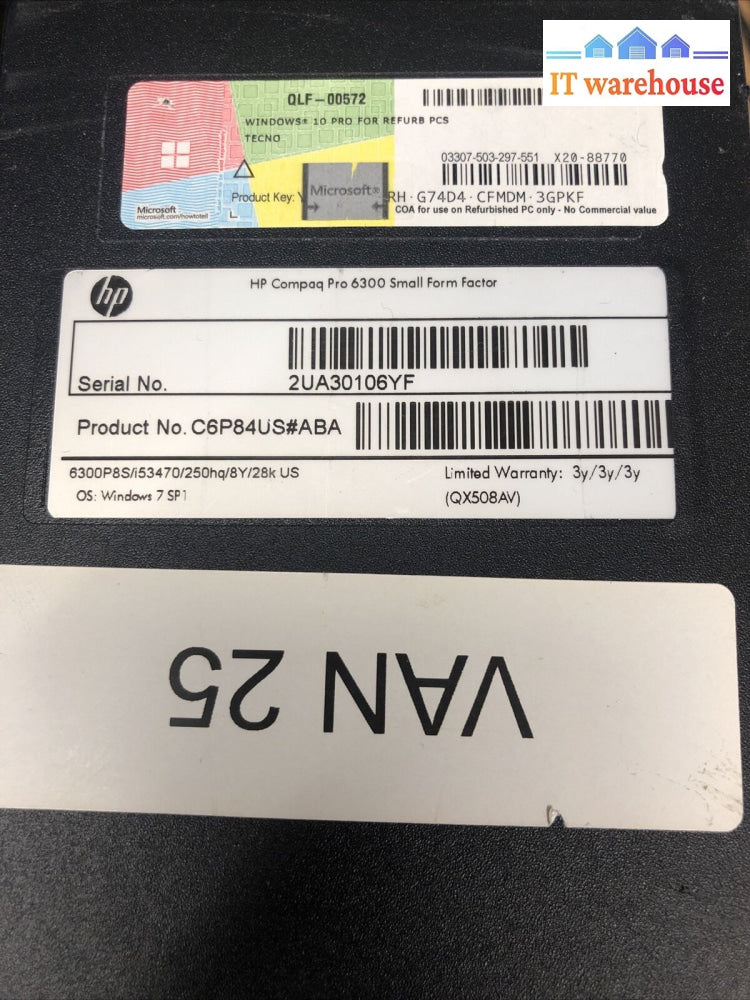 IT warehouse
QLF-00572
WINDOWS® 10 PRO FOR REFURB PCS
TECNO
03307-503-297-551 X20-88770
Product Key: Microsoft® RH-G74D4-CFMDM-3GPKF
COA for use on Refurbished PC only - No Commercial value
Microsoft
microsoft.com/howtotell
L
hp
HP Compaq Pro 6300 Small Form Factor
Serial No. 2UA30106YF
Product No. C6P84US#ABA
6300P8S/i53470/250hq/8Y/28k US Limited Warranty: 3y/3y/3y
OS: Windows 7 SP1 (QX508AV)
VAN 25